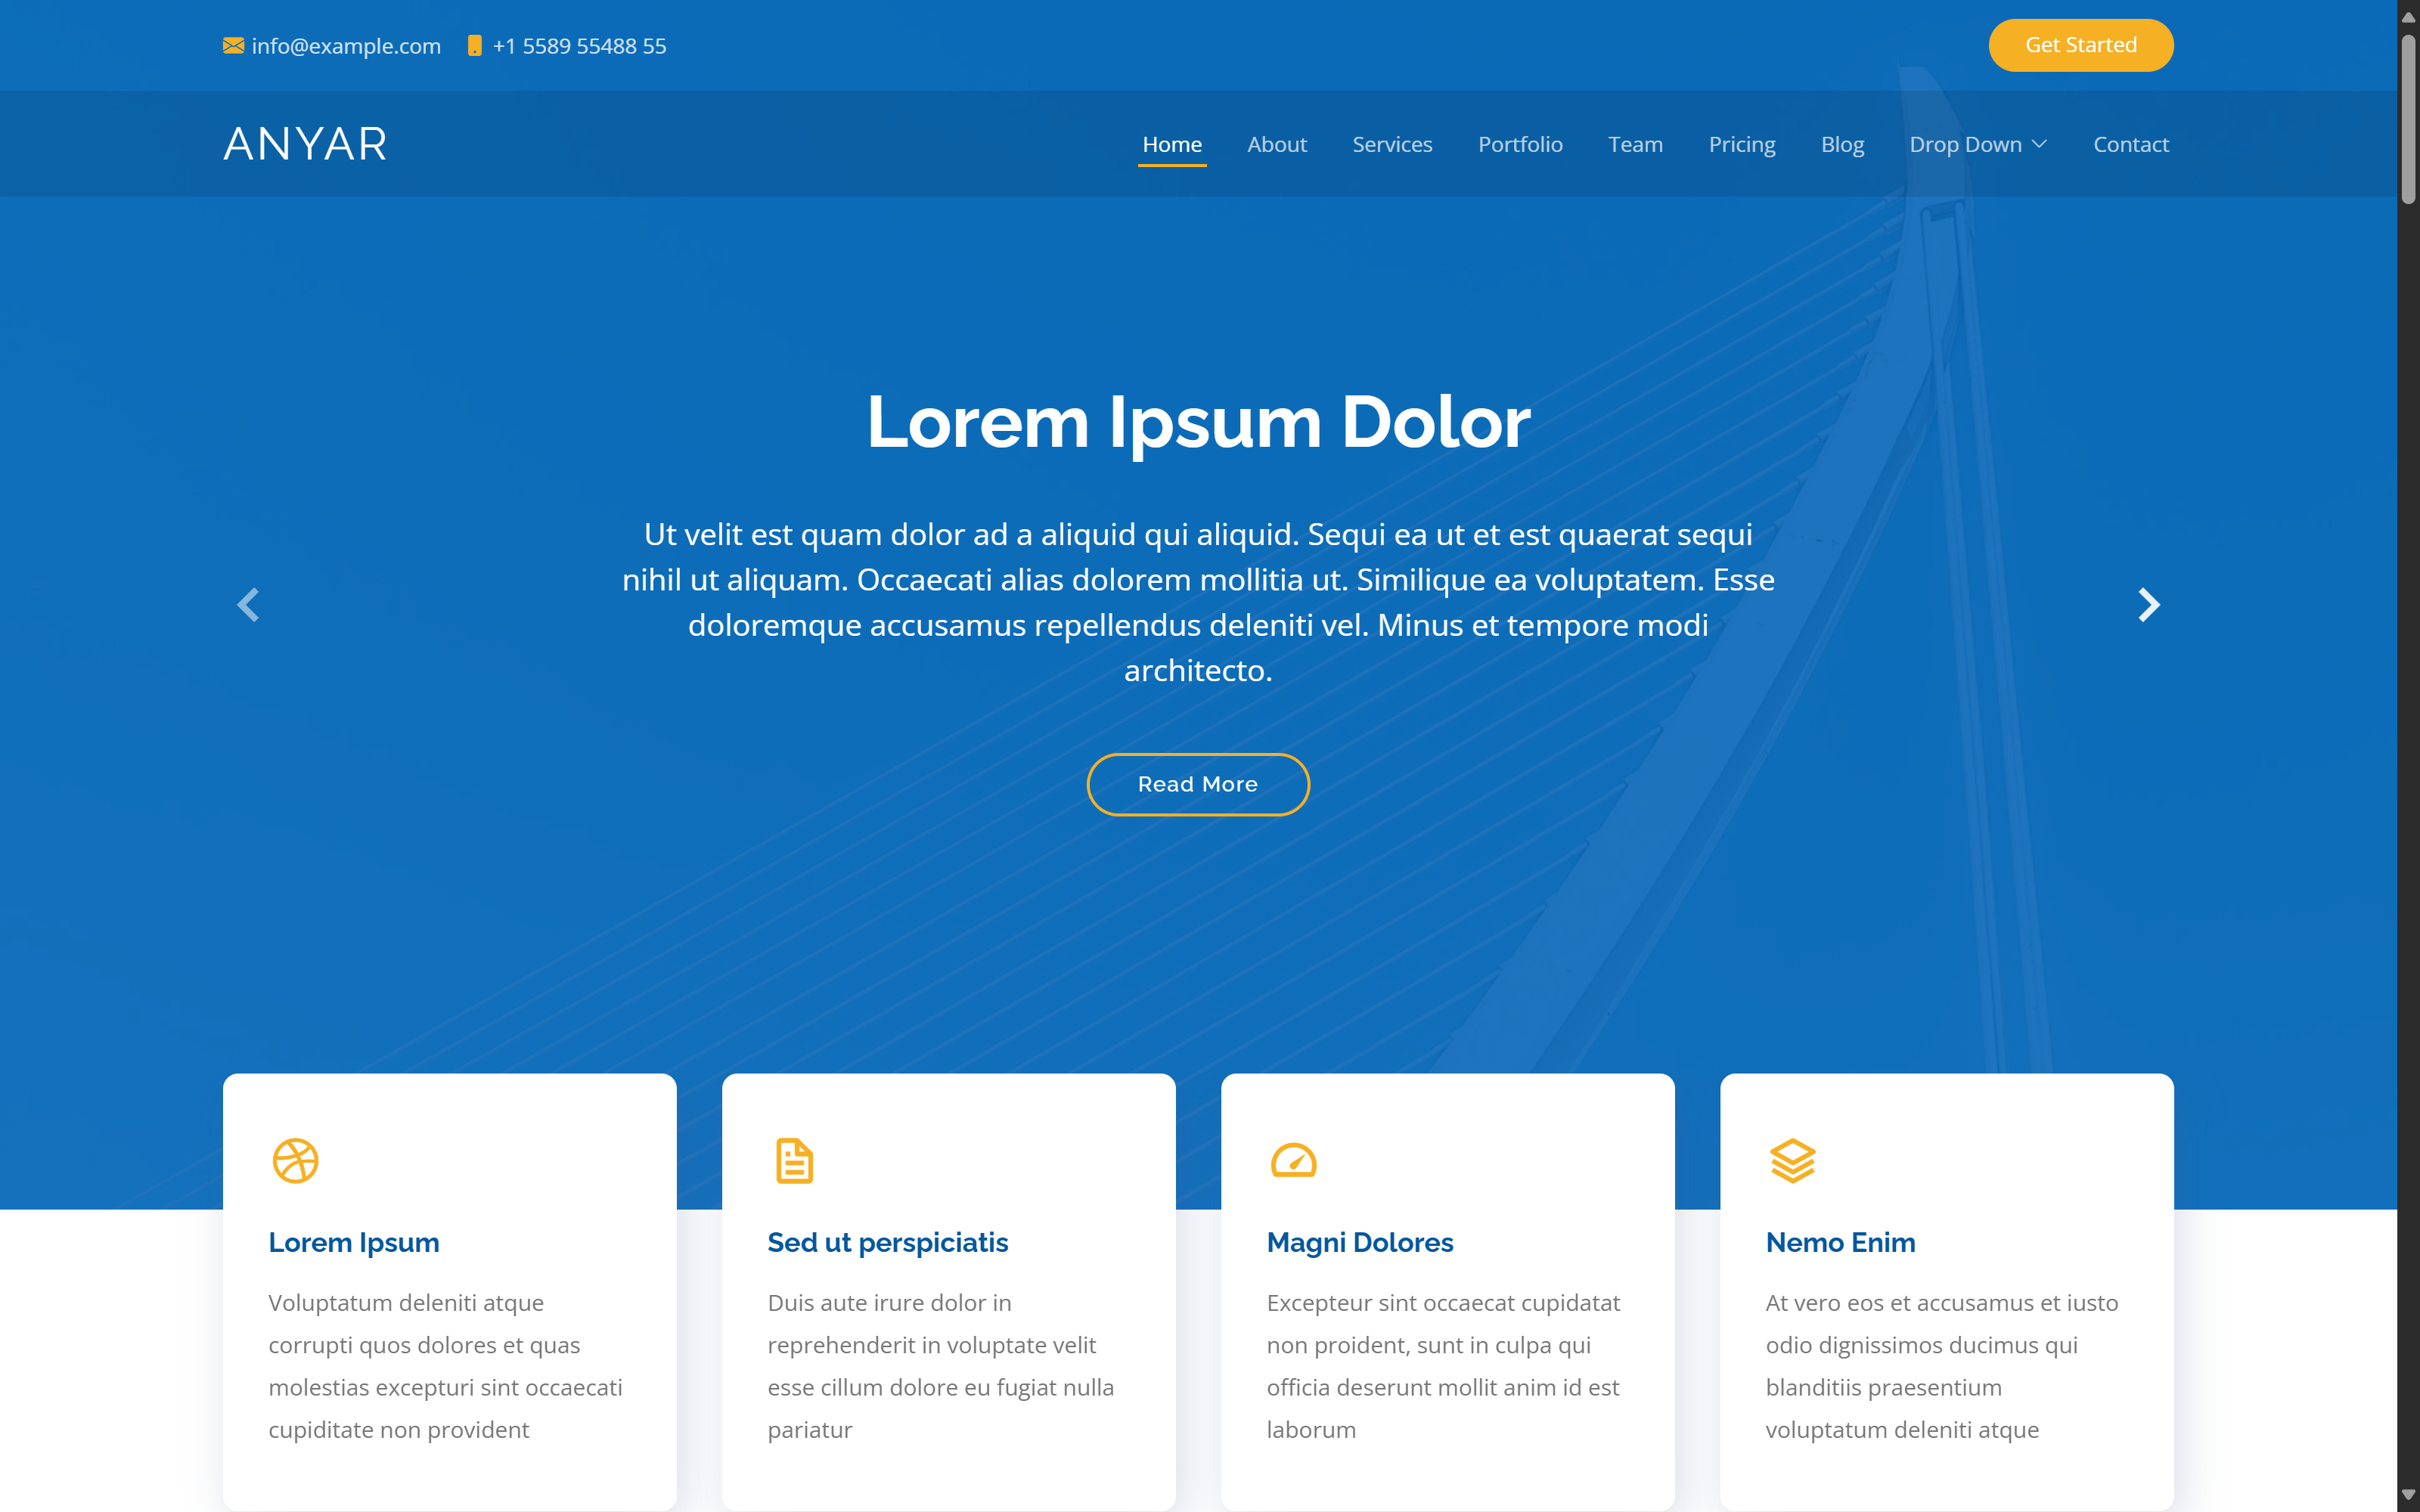 info@example.com +1 5589 55488 55 Get Started
ANYAR Home About Services Portfolio Team Pricing Blog Drop Down Contact
Lorem Ipsum Dolor
Ut velit est quam dolor ad a aliquid qui aliquid. Sequi ea ut et est quaerat sequi
nihil ut aliquam. Occaecati alias dolorem mollitia ut. Similique ea voluptatem. Esse
doloremque accusamus repellendus deleniti vel. Minus et tempore modi
architecto.
Read More
Lorem Ipsum
Voluptatum deleniti atque
corrupti quos dolores et quas
molestias excepturi sint occaecati
cupiditate non provident
Sed ut perspiciatis
Duis aute irure dolor in
reprehenderit in voluptate velit
esse cillum dolore eu fugiat nulla
pariatur
Magni Dolores
Excepteur sint occaecat cupidatat
non proident, sunt in culpa qui
officia deserunt mollit anim id est
laborum
Nemo Enim
At vero eos et accusamus et iusto
odio dignissimos ducimus qui
blanditiis praesentium
voluptatum deleniti atque